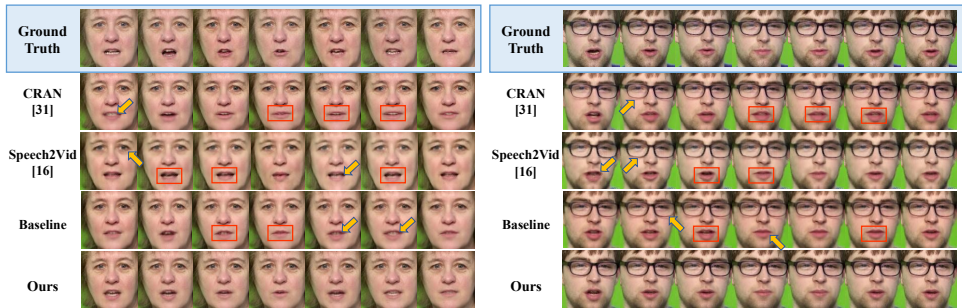 Ground
Truth
CRAN
[31]
Speech2Vid
[16]
Baseline
Ours
Ground
Truth
CRAN
[31]
Speech2Vid
[16]
Baseline
Ours